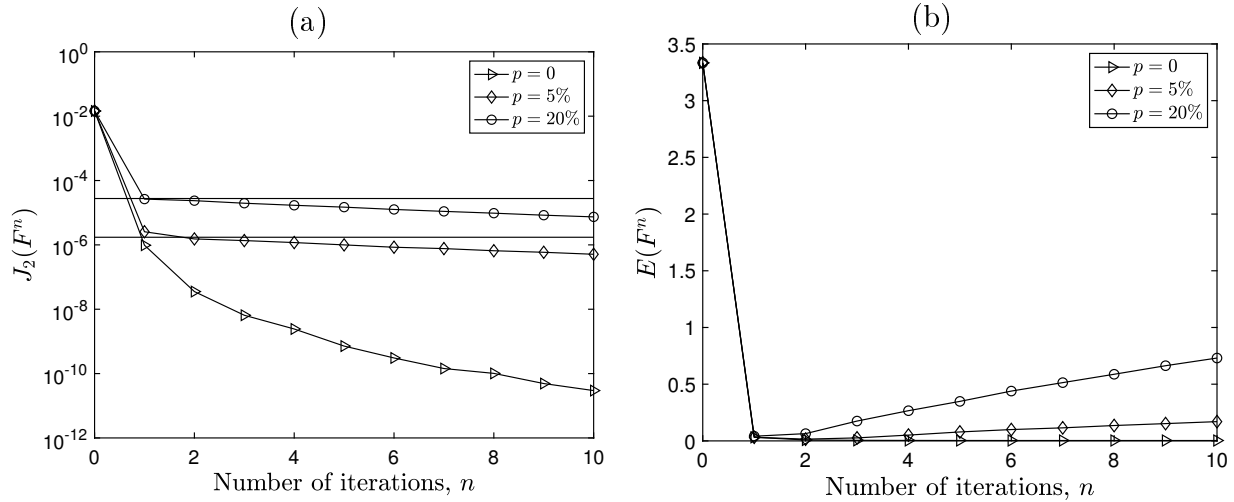 (a)
10^0
10^-2
10^-4
10^-6
10^-8
10^-10
10^-12
J_2(F^n)
p = 0
p = 5%
p = 20%
0 2 4 6 8 10
Number of iterations, n
(b)
3.5
3
2.5
2
1.5
1
0.5
0
E(F^n)
p = 0
p = 5%
p = 20%
0 2 4 6 8 10
Number of iterations, n